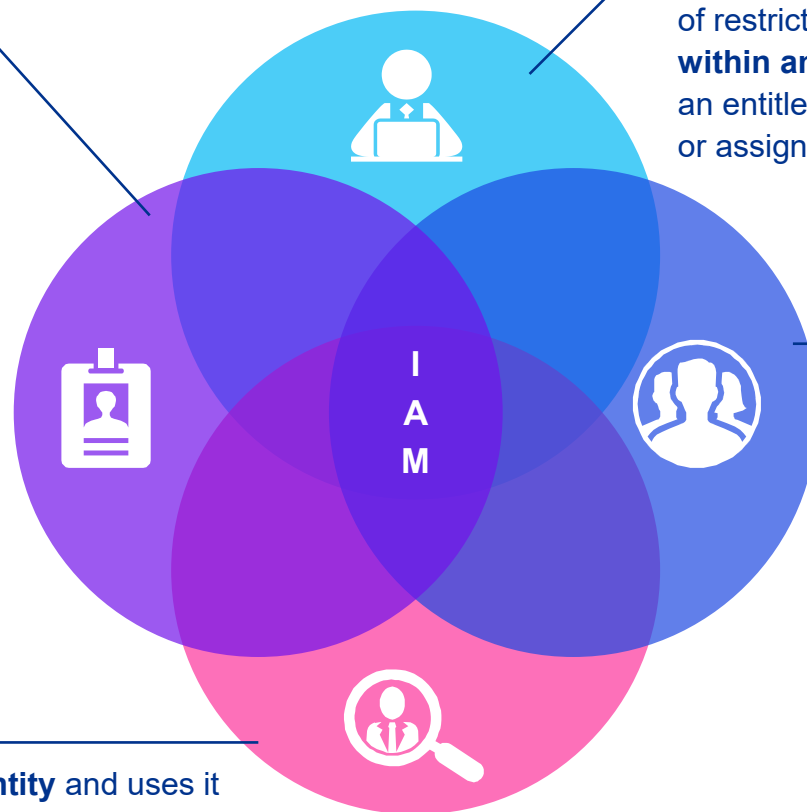 of restrict
within ar
an entitle
or assign
I
A
M
ntity and uses it